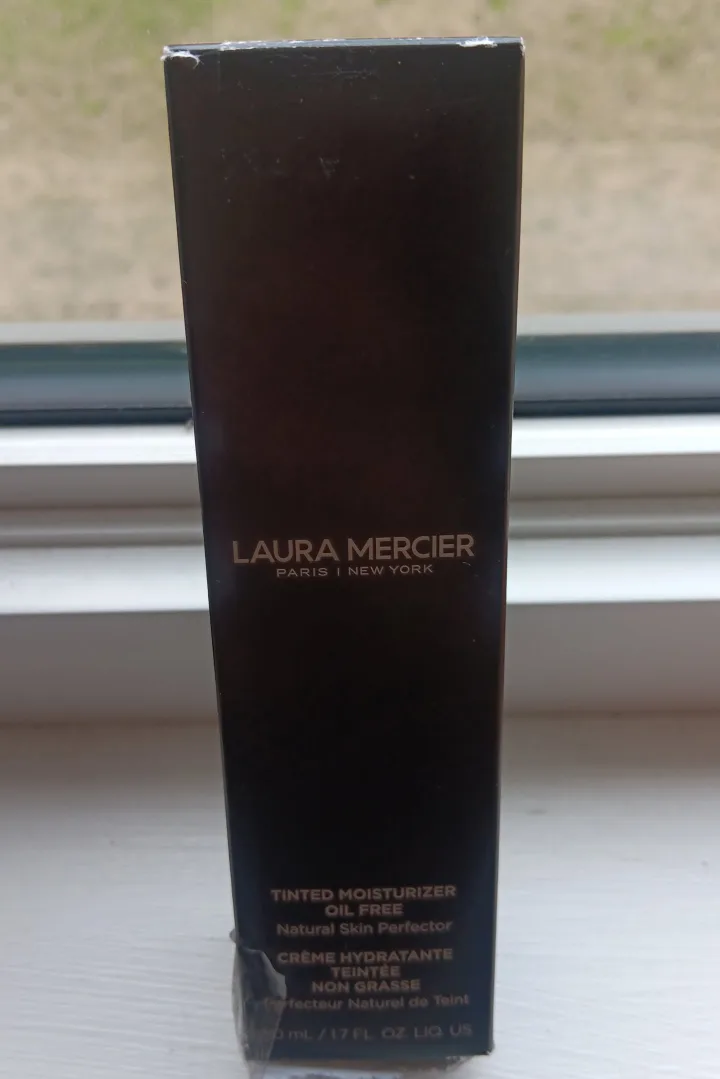 LAURA MERCIER
PARIS | NEW YORK
TINTED MOISTURIZER
OIL FREE
Natural Skin Perfector
CRÈME HYDRATANTE
TEINTÉE
NON GRASSE
Naturel de Teint
mL / 1.7 FL. OZ. LIQ. US